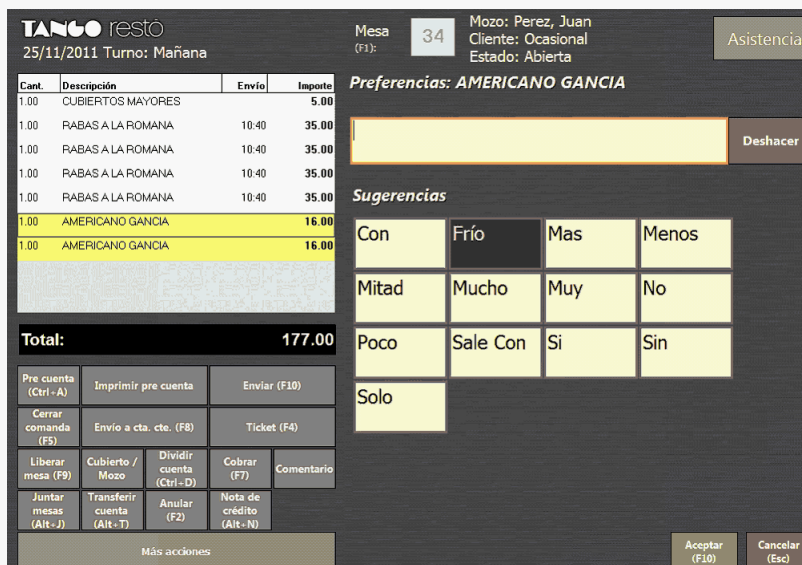 TANGO restó
25/11/2011 Turno: Mañana
Mesa
(F1):
34
Mozo: Perez, Juan
Cliente: Ocasional
Estado: Abierta
Asistencia
Cant. Descripción Envío Importe
1.00 CUBIERTOS MAYORES 5.00
1.00 RABAS A LA ROMANA 10:40 35.00
1.00 RABAS A LA ROMANA 10:40 35.00
1.00 RABAS A LA ROMANA 10:40 35.00
1.00 RABAS A LA ROMANA 10:40 35.00
1.00 AMERICANO GANCIA 16.00
1.00 AMERICANO GANCIA 16.00
Total: 177.00
Pre cuenta
(Ctrl+A)
Imprimir pre cuenta
Enviar (F10)
Cerrar
comanda
(F5)
Envío a cta. cte. (F8)
Ticket (F4)
Liberar
mesa (F9)
Cubierto /
Mozo
Dividir
cuenta
(Ctrl+D)
Cobrar
(F7)
Comentario
Juntar
mesas
(Alt+J)
Transferir
cuenta
(Alt+T)
Anular
(F2)
Nota de
crédito
(Alt+N)
Más acciones
Preferencias: AMERICANO GANCIA
Deshacer
Sugerencias
Con Frío Mas Menos
Mitad Mucho Muy No
Poco Sale Con Si Sin
Solo
Aceptar
(F10)
Cancelar
(Esc)